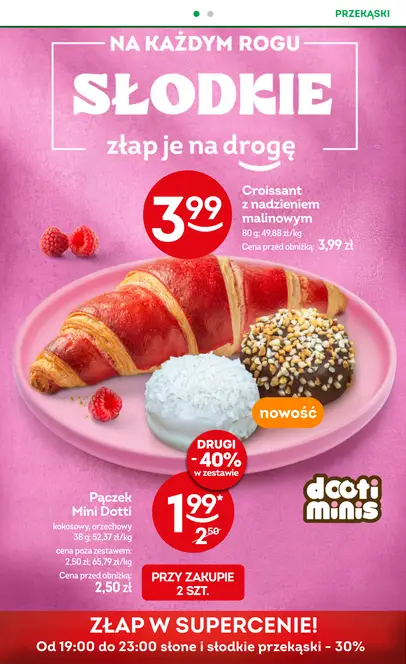 PRZEKĄSKI
NA KAŻDYM ROGU
SŁODKIE
złap je na drogę
3,99
Croissant
z nadzieniem
malinowym
80 g; 49,88 zł/kg
Cena przed obniżką: 3,99 zł
nowość
DRUGI
-40%
w zestawie
Pączek
Mini Dotti
kokosowy, orzechowy
38 g; 52,37 zł/kg
cena poza zestawem:
2,50 zł; 65,79 zł/kg
Cena przed obniżką:
2,50 zł
1,99*
2,50
dooti
minis
PRZY ZAKUPIE
2 SZT.
ZŁAP W SUPERCENIE!
Od 19:00 do 23:00 słone i słodkie przekąski - 30%